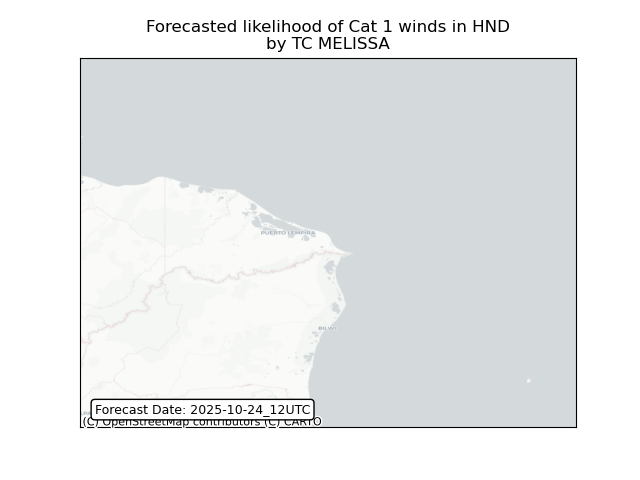 Forecasted likelihood of Cat 1 winds in HND
by TC MELISSA
PUERTO LEMPIRA
BILWI
Forecast Date: 2025-10-24_12UTC
(C) OpenStreetMap contributors (C) CARTO